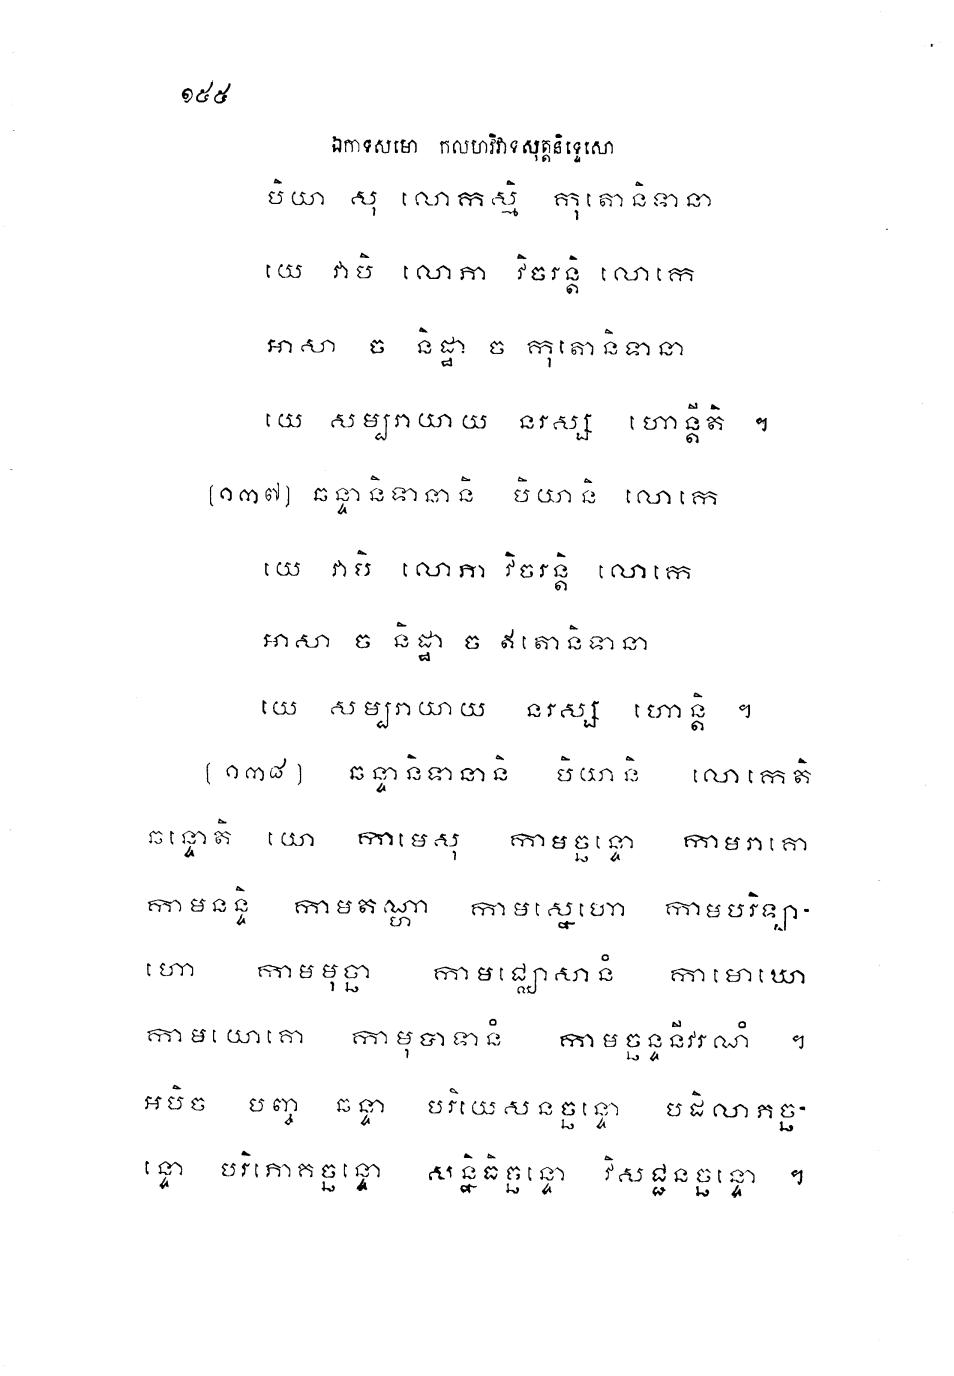 ១៥៥
ឯកាទសមោ កលហវិវាទសុត្តនិទ្ទេសោ
បិយា សុ លោកស្មិំ កុតោនិទានា
យេ វាបិ លោភា វិចរន្តិ លោកេ
អាសា ច និដ្ឋា ច កុតោនិទានា
យេ សម្បរាយាយ នរស្ស ហោន្តីតិ ។
[១៣៧] ឆន្ទានិទានានិ បិយានិ លោកេ
យេ វាបិ លោភា វិចរន្តិ លោកេ
អាសា ច និដ្ឋា ច ឥតោនិទានា
យេ សម្បរាយាយ នរស្ស ហោន្តិ ។
[១៣៨] ឆន្ទានិទានានិ បិយានិ លោកេតិ
ឆន្ទោតិ យោ កាមេសុ កាមច្ឆន្ទោ កាមរាគោ
កាមនន្ទិ កាមតណ្ហា កាមស្នេហោ កាមបរិឡា-
ហោ កាមមុច្ឆា កាមជ្ឈោសានំ កាមោឃោ
កាមយោគោ កាមុបាទានំ កាមច្ឆន្ទនីវរណំ ។
អបិច បញ្ច ឆន្ទា បរិយេសនច្ឆន្ទោ បដិលាភច្ឆ-
ន្ទោ បរិភោគច្ឆន្ទោ សន្និធិច្ឆន្ទោ វិសជ្ជនច្ឆន្ទោ ។